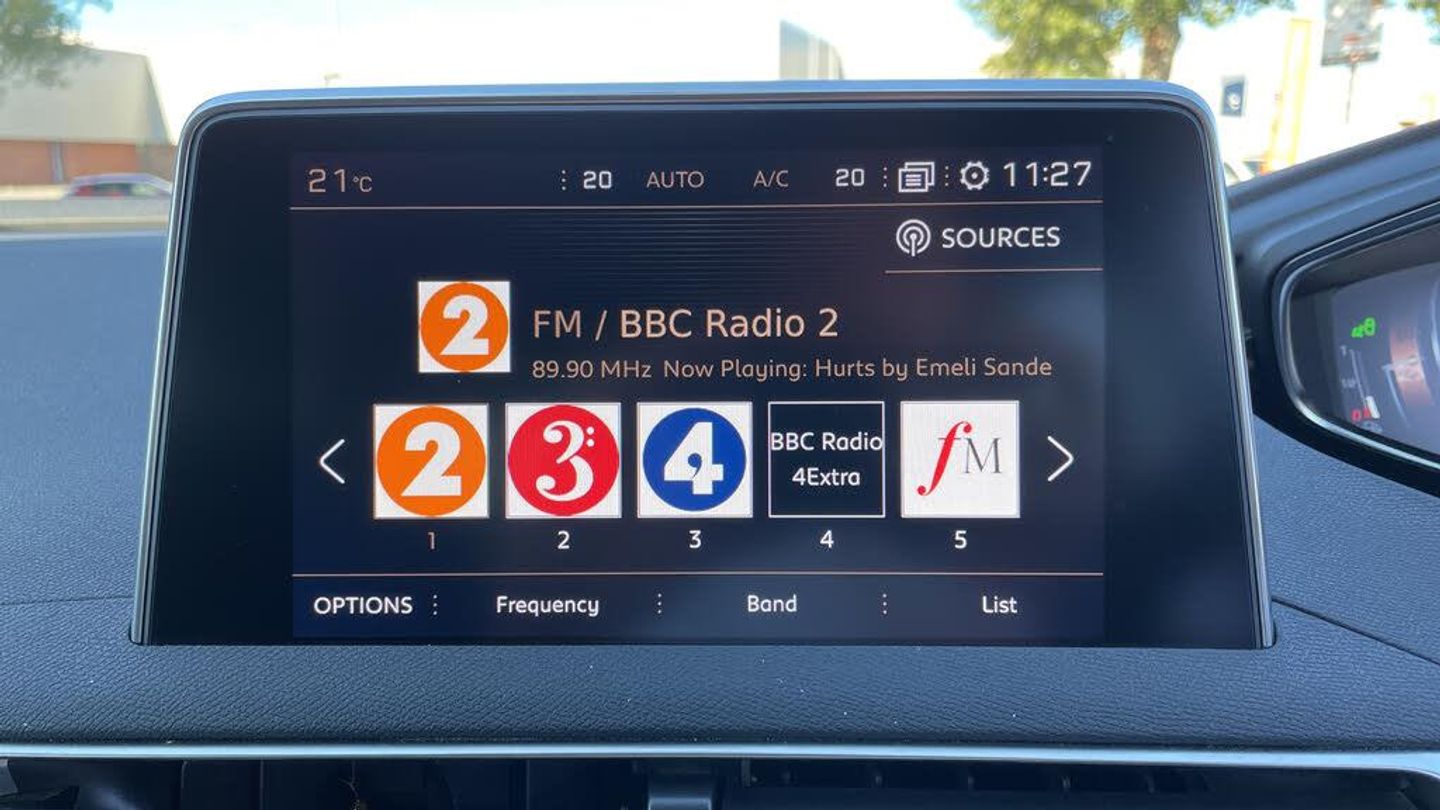 21°C
20 AUTO A/C 20 11:27
SOURCES
2
FM / BBC Radio 2
89.90 MHz Now Playing: Hurts by Emeli Sande
2 3: 4 BBC Radio 4Extra fM
1 2 3 4 5
OPTIONS Frequency Band List